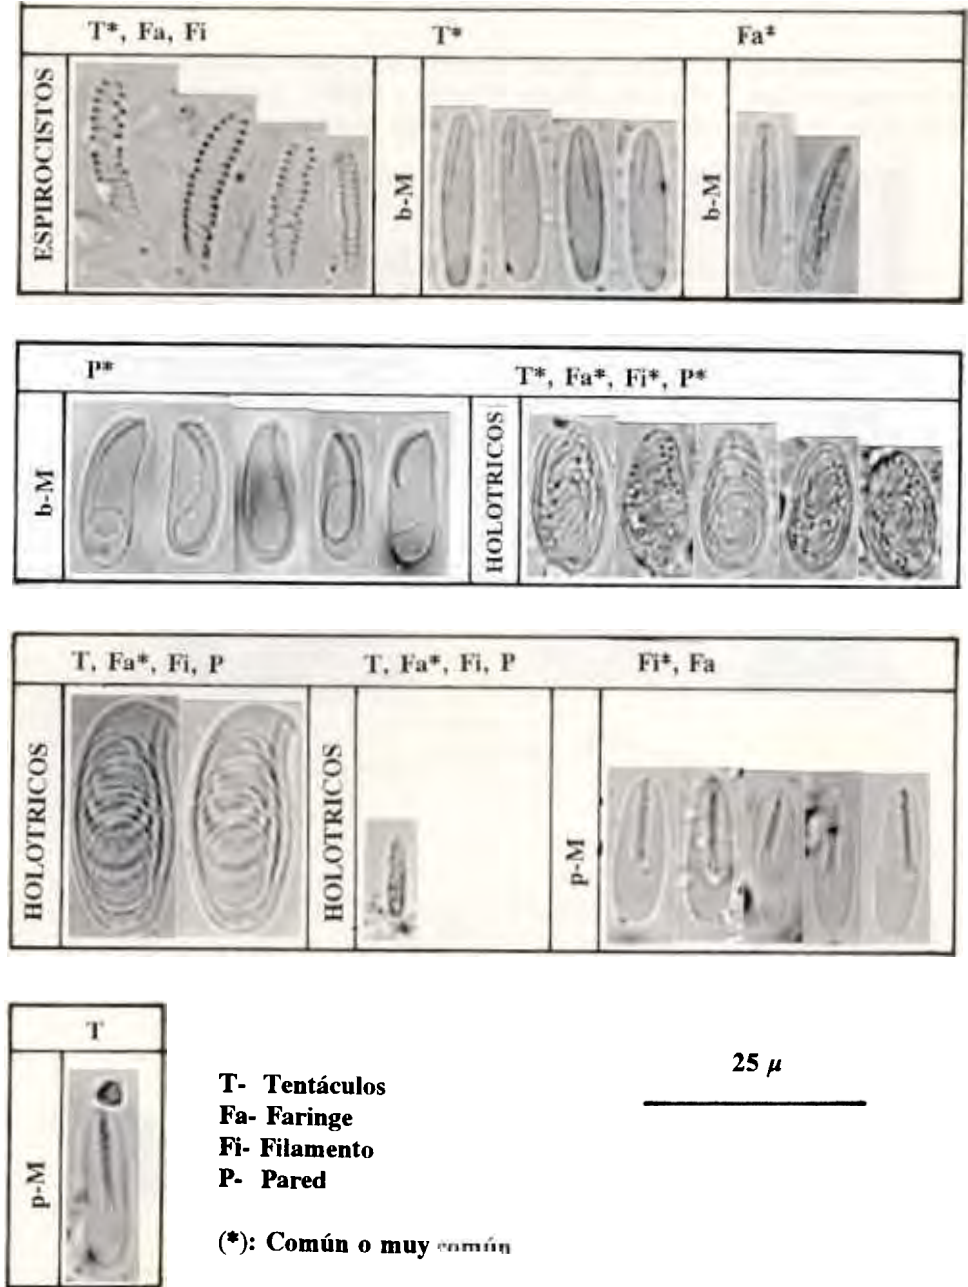 T*, Fa, Fi T* Fa*
ESPIROCISTOS b-M b-M
P* T*, Fa*, Fi*, P*
b-M HOLOTRICOS
T, Fa*, Fi, P T, Fa*, Fi, P Fi*, Fa
HOLOTRICOS HOLOTRICOS p-M
T
p-M
25 μ
T- Tentáculos
Fa- Faringe
Fi- Filamento
P- Pared
(*): Común o muy común